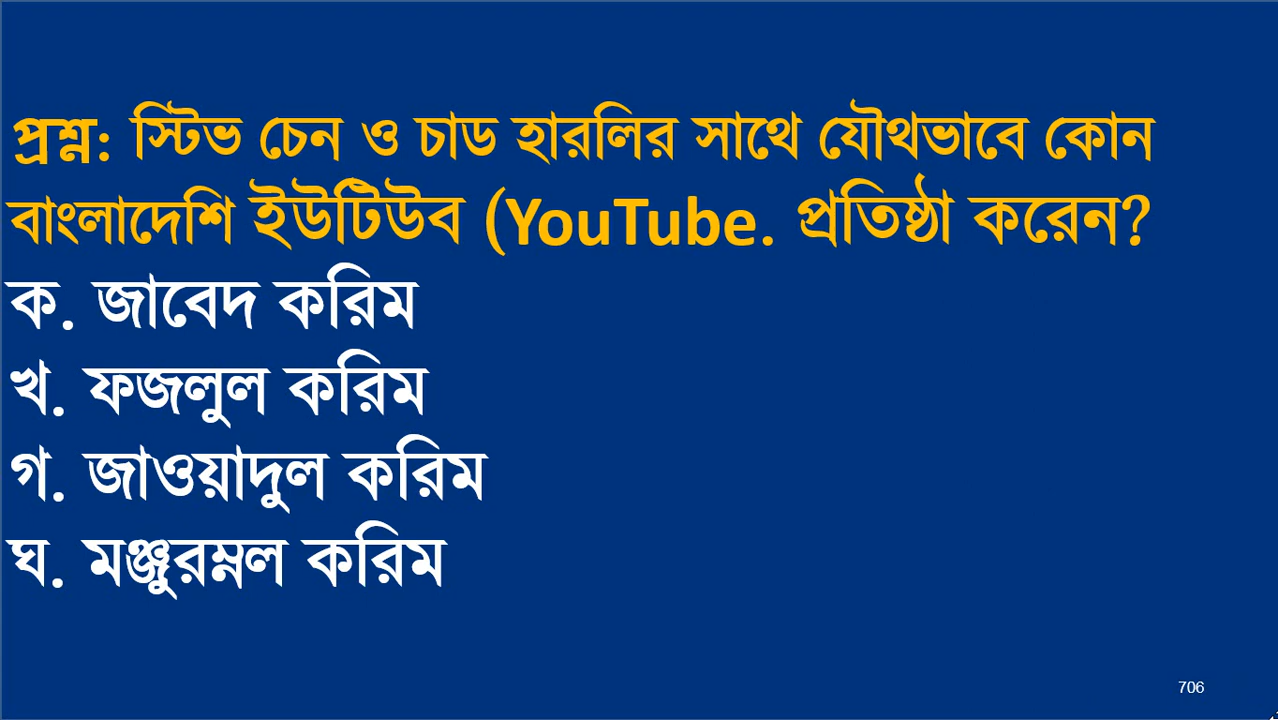 প্রশ্ন: স্টিভ চেন ও চাড হারলির সাথে যৌথভাবে কোন
বাংলাদেশি ইউটিউব (YouTube. প্রতিষ্ঠা করেন?
ক. জাবেদ করিম
খ. ফজলুল করিম
গ. জাওয়াদুল করিম
ঘ. মঞ্জুরম্নল করিম
706